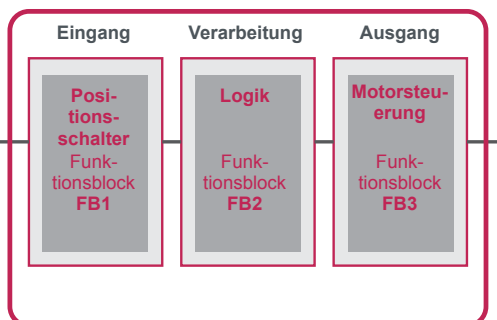 Eingang
Verarbeitung
Ausgang
Posi-
tions-
schalter
Funk-
tionsblock
FB1
Logik
Funk-
tionsblock
FB2
Motorsteu-
erung
Funk-
tionsblock
FB3